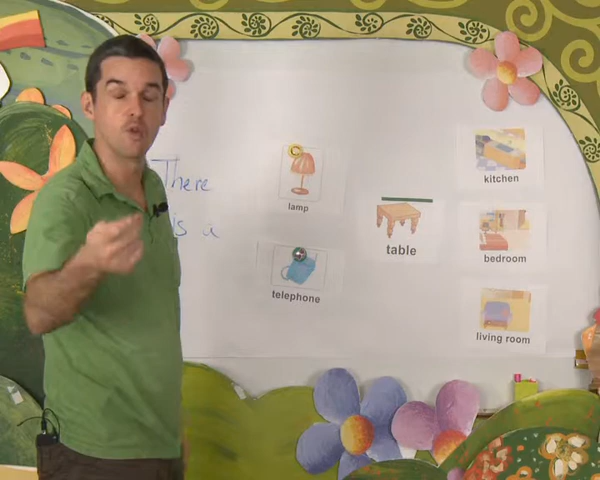 There
is a
lamp
telephone
table
kitchen
bedroom
living room